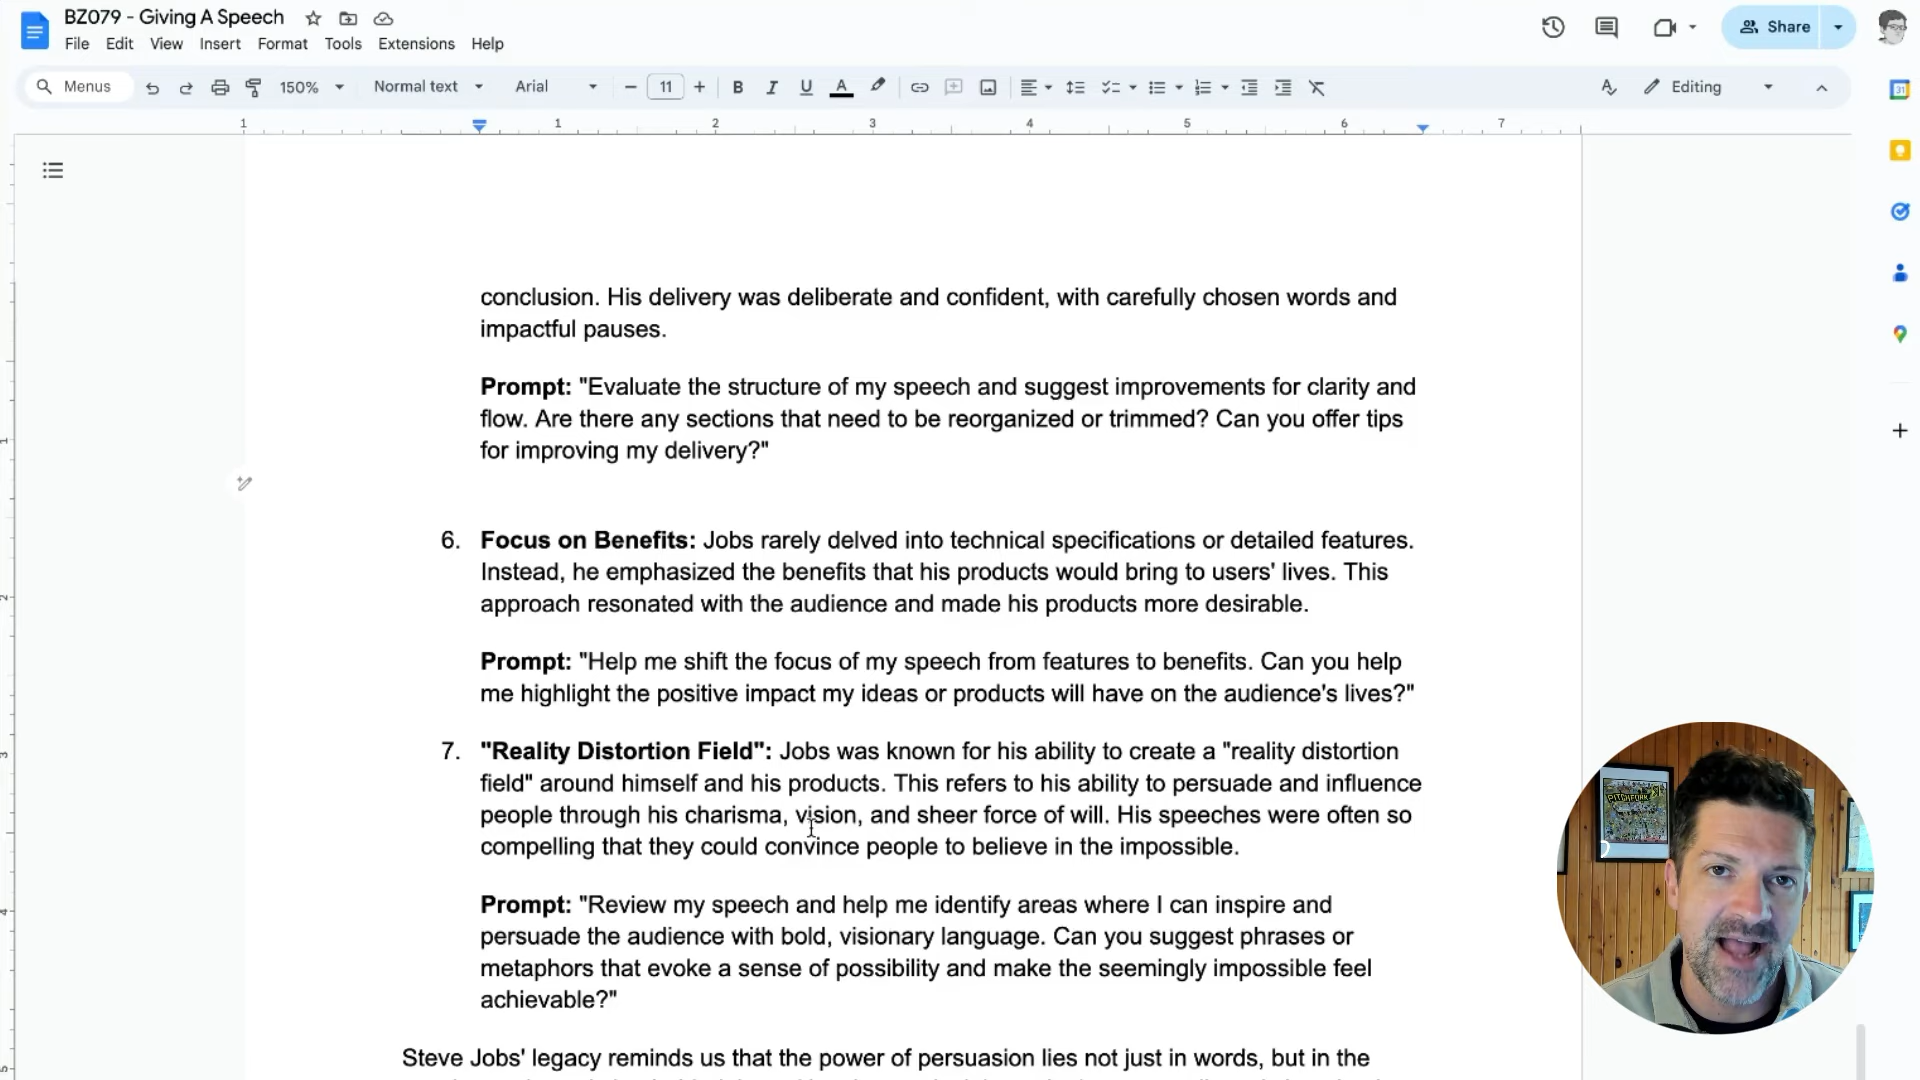 BZ079 - Giving A Speech
File Edit View Insert Format Tools Extensions Help
Share
Menus 150% Normal text Arial 11 Editing
1 1 2 3 4 5 6 7
conclusion. His delivery was deliberate and confident, with carefully chosen words and
impactful pauses.
Prompt: "Evaluate the structure of my speech and suggest improvements for clarity and
flow. Are there any sections that need to be reorganized or trimmed? Can you offer tips
for improving my delivery?"
6. Focus on Benefits: Jobs rarely delved into technical specifications or detailed features.
Instead, he emphasized the benefits that his products would bring to users' lives. This
approach resonated with the audience and made his products more desirable.
Prompt: "Help me shift the focus of my speech from features to benefits. Can you help
me highlight the positive impact my ideas or products will have on the audience's lives?"
7. "Reality Distortion Field": Jobs was known for his ability to create a "reality distortion
field" around himself and his products. This refers to his ability to persuade and influence
people through his charisma, vision, and sheer force of will. His speeches were often so
compelling that they could convince people to believe in the impossible.
Prompt: "Review my speech and help me identify areas where I can inspire and
persuade the audience with bold, visionary language. Can you suggest phrases or
metaphors that evoke a sense of possibility and make the seemingly impossible feel
achievable?"
Steve Jobs' legacy reminds us that the power of persuasion lies not just in words, but in the
PITCHFORK